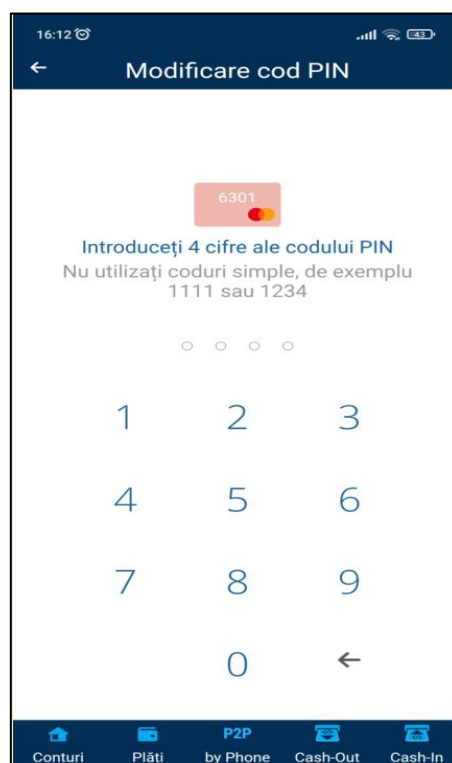 16:12
43
Modificare cod PIN
6301
Introduceți 4 cifre ale codului PIN
Nu utilizați coduri simple, de exemplu
1111 sau 1234
1 2 3
4 5 6
7 8 9
0
P2P
Conturi Plăți by Phone Cash-Out Cash-In